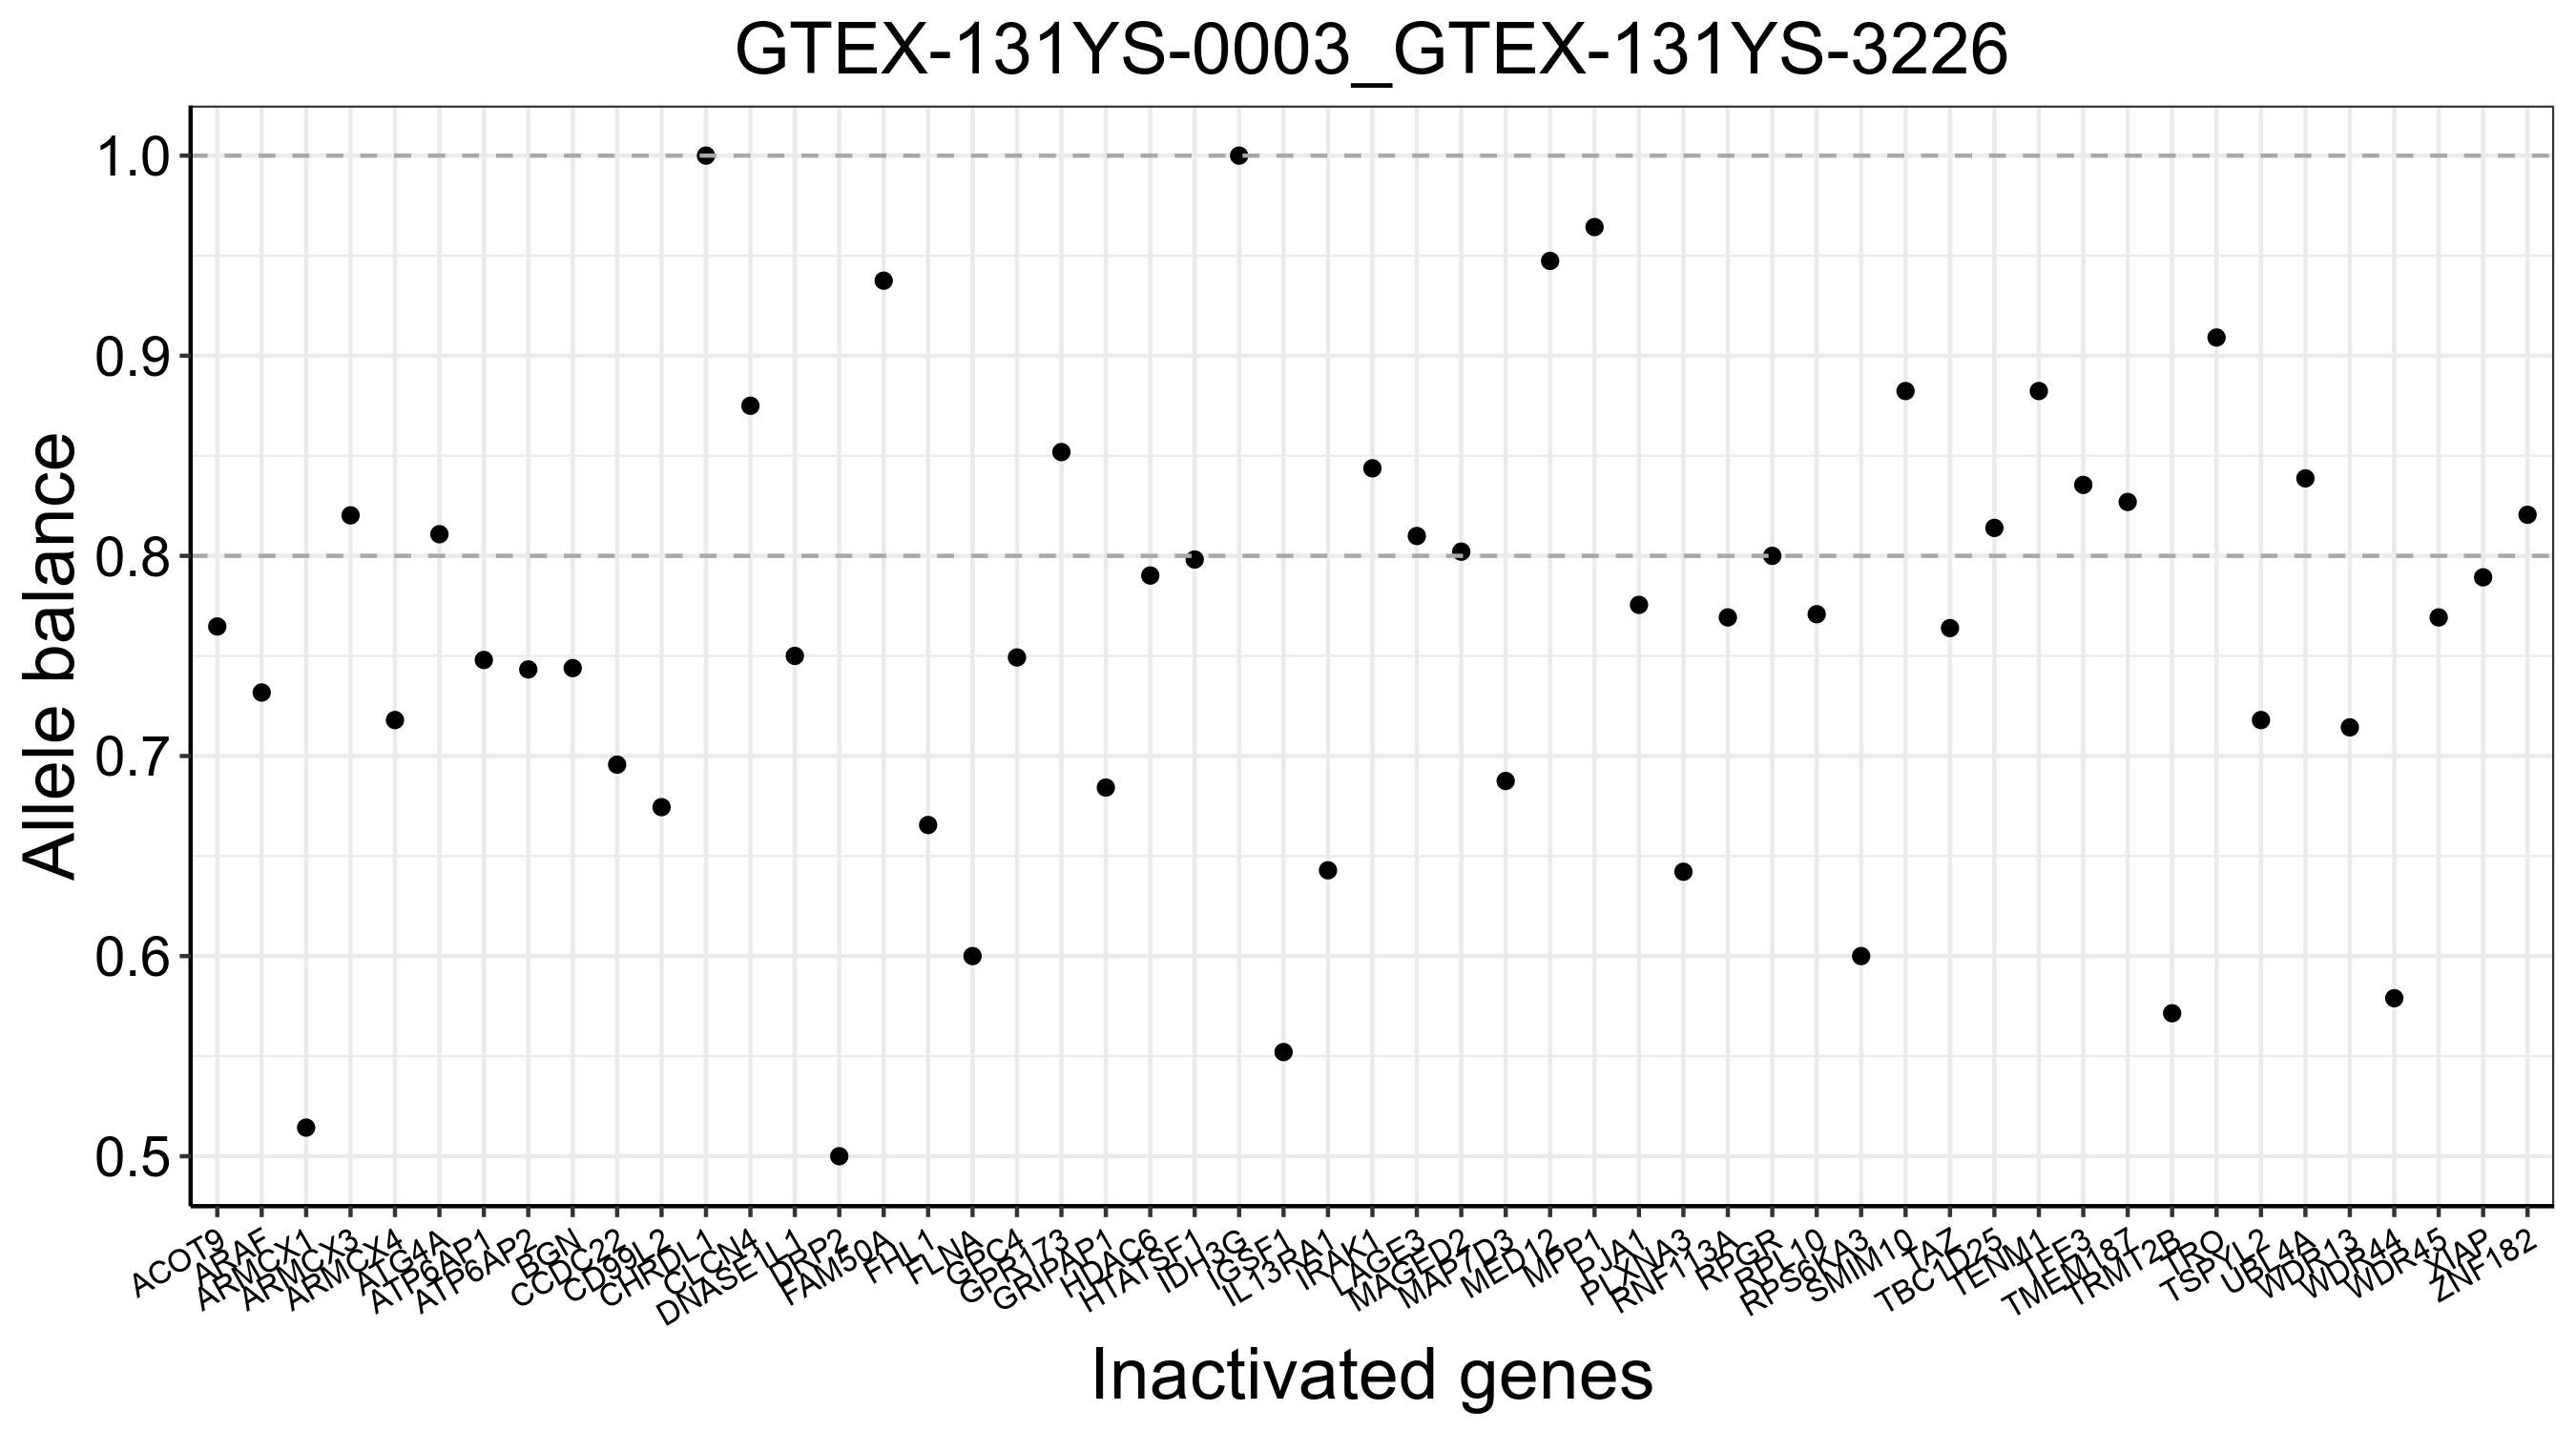 GTEX-131YS-0003_GTEX-131YS-3226
Allele balance
1.0
0.9
0.8
0.7
0.6
0.5
ACOT9
ARAF
ARMCX1
ARMCX3
ARMCX4
ATG4A
ATP6AP1
ATP6AP2
BGN
CCDC22
CD99L2
CHRDL1
CLCN4
DNASE1L1
DRP2
FAM50A
FHL1
FLNA
GPC4
GPR173
GRIPAP1
HDAC6
HTATSF1
IDH3G
IGSF1
IL13RA1
IRAK1
LAGE3
MAGED2
MAP7D3
MED12
MPP1
PJA1
PLXNA3
RNF113A
RPGR
RPL10
RPS6KA3
SMIM10
TAZ
TBC1D25
TENM1
TFE3
TMEM187
TRMT2B
TRO
TSPYL2
UBL4A
WDR13
WDR44
WDR45
XIAP
ZNF182
Inactivated genes